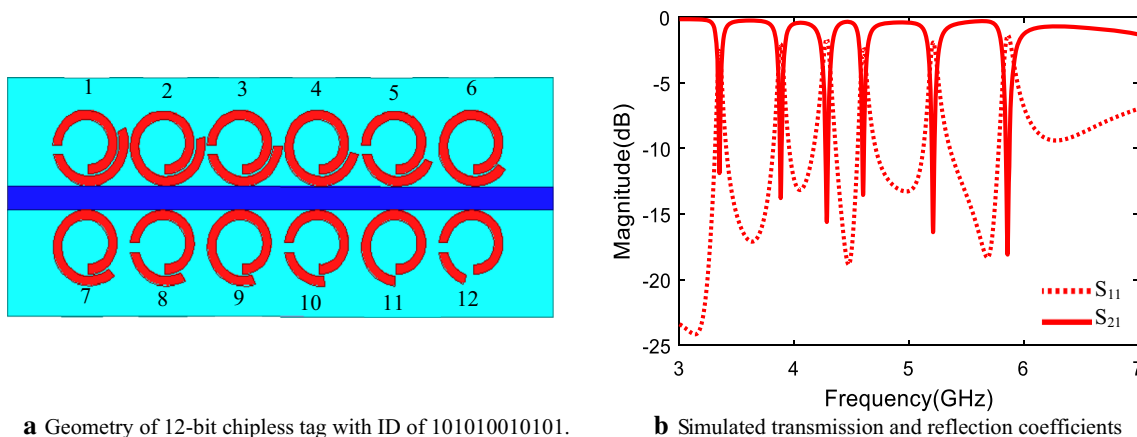 1 2 3 4 5 6
7 8 9 10 11 12
a Geometry of 12-bit chipless tag with ID of 101010010101.
0
-5
-10
-15
-20
-25
Magnitude(dB)
S11
S21
3 4 5 6 7
Frequency(GHz)
b Simulated transmission and reflection coefficients